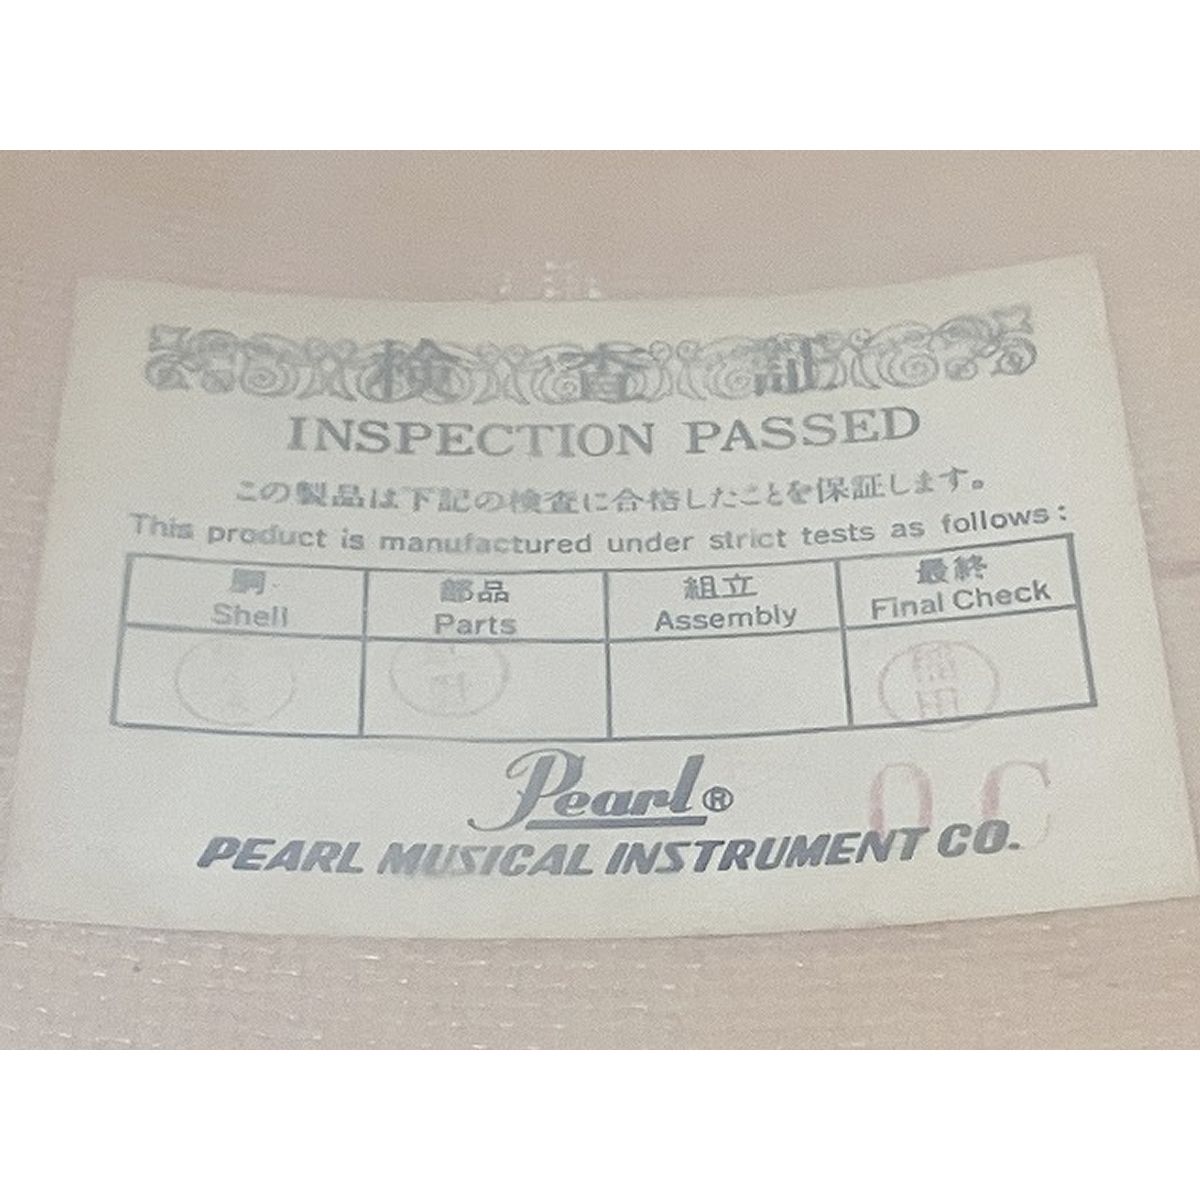 検査証
INSPECTION PASSED
この製品は下記の検査に合格したことを保証します。
This product is manufactured under strict tests as follows:
胴 部品 組立 最終
Shell Parts Assembly Final Check
稲田
Pearl®
PEARL MUSICAL INSTRUMENT CO.